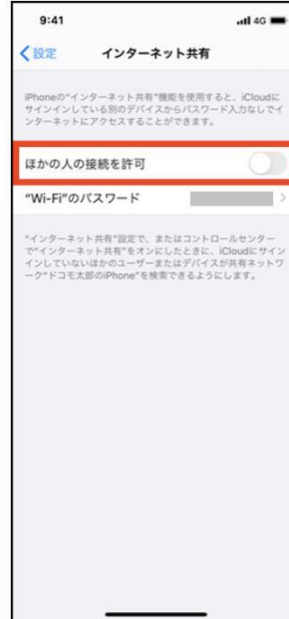 9:41 4G
設定 インターネット共有
iPhoneの"インターネット共有"機能を使用すると、iCloudに
サインインしている別のデバイスからパスワード入力なしでイ
ンターネットにアクセスすることができます。
ほかの人の接続を許可
"Wi-Fi"のパスワード
"インターネット共有"設定で、またはコントロールセンター
で"インターネット共有"をオンにしたときに、iCloudにサイン
インしていないほかのユーザーまたはデバイスが共有ネットワ
ーク"ドコモ太郎のiPhone"を検索できるようにします。